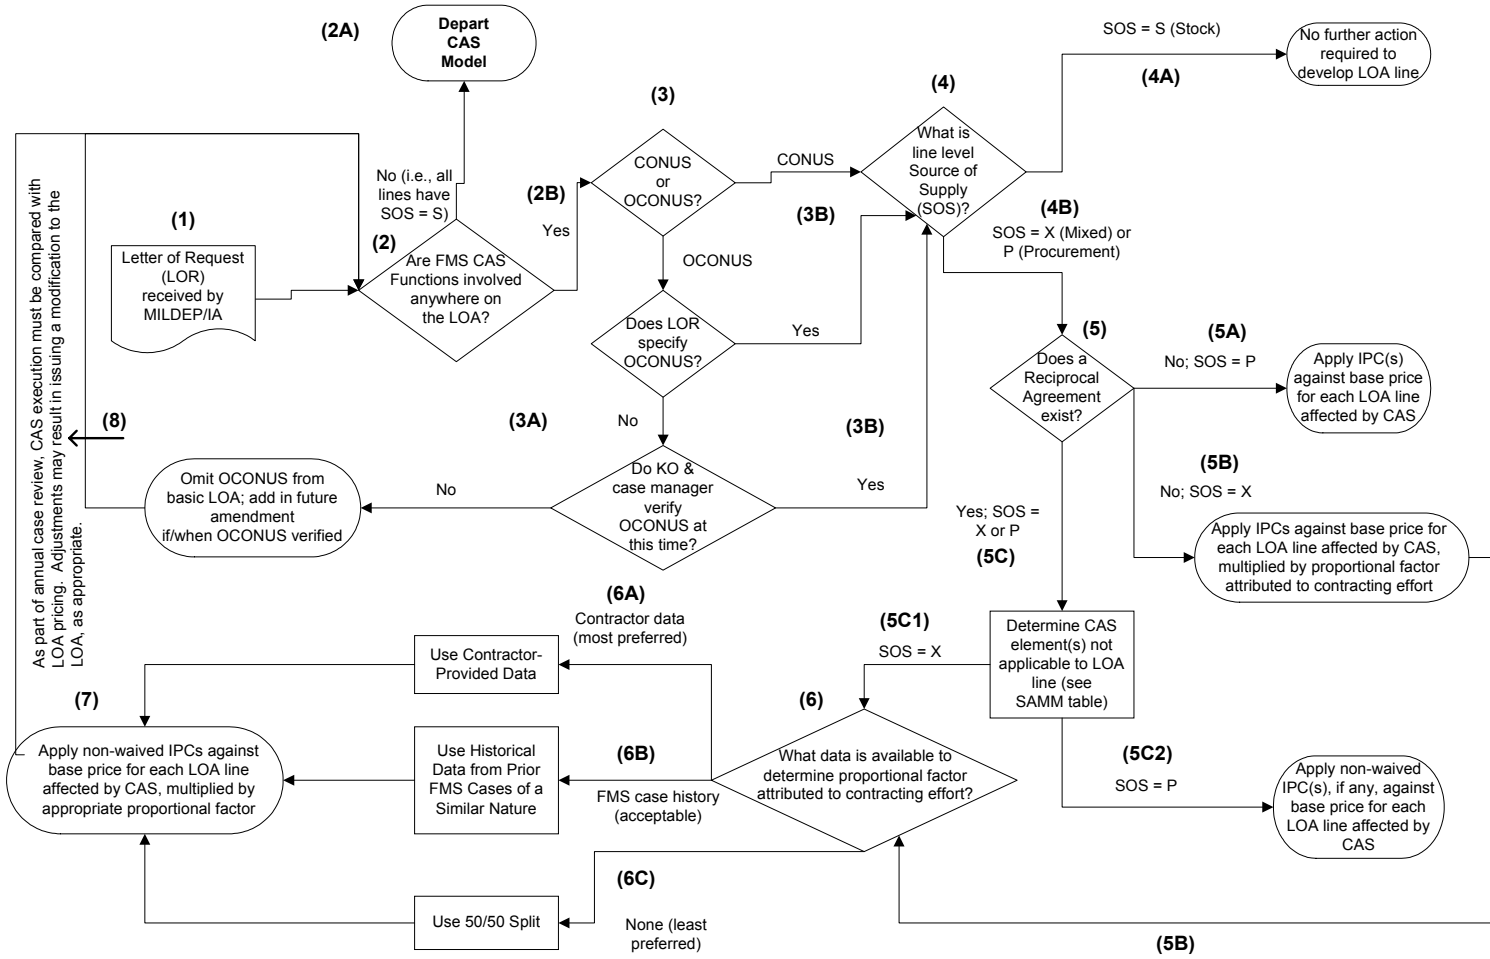 (2A)
Depart
CAS
Model
SOS = S (Stock)
(4A)
No further action
required to
develop LOA line
(3)
(4)
What is
line level
Source of
Supply
(SOS)?
CONUS
or
OCONUS?
CONUS
No (i.e., all
lines have
SOS = S)
(2B)
Yes
(3B)
(4B)
SOS = X (Mixed) or
P (Procurement)
(1)
Letter of Request
(LOR)
received by
MILDEP/IA
(2)
Are FMS CAS
Functions involved
anywhere on
the LOA?
OCONUS
Does LOR
specify
OCONUS?
Yes
(5)
Does a
Reciprocal
Agreement
exist?
(5A)
No; SOS = P
Apply IPC(s)
against base price
for each LOA line
affected by CAS
As part of annual case review, CAS execution must be compared with
LOA pricing.  Adjustments may result in issuing a modification to the
LOA, as appropriate.
(8)
(3A)
No
(3B)
Omit OCONUS from
basic LOA; add in future
amendment
if/when OCONUS verified
No
Do KO &
case manager
verify
OCONUS at
this time?
Yes
(5B)
No; SOS = X
Yes; SOS =
X or P
(5C)
Apply IPCs against base price for
each LOA line affected by CAS,
multiplied by proportional factor
attributed to contracting effort
(6A)
Contractor data
(most preferred)
(5C1)
SOS = X
Determine CAS
element(s) not
applicable to LOA
line (see
SAMM table)
Use Contractor-
Provided Data
(7)
Apply non-waived IPCs against
base price for each LOA line
affected by CAS, multiplied by
appropriate proportional factor
Use Historical
Data from Prior
FMS Cases of a
Similar Nature
(6B)
FMS case history
(acceptable)
(6)
What data is available to
determine proportional factor
attributed to contracting effort?
(5C2)
SOS = P
Apply non-waived
IPC(s), if any, against
base price for each
LOA line affected by
CAS
(6C)
Use 50/50 Split
None (least
preferred)
(5B)